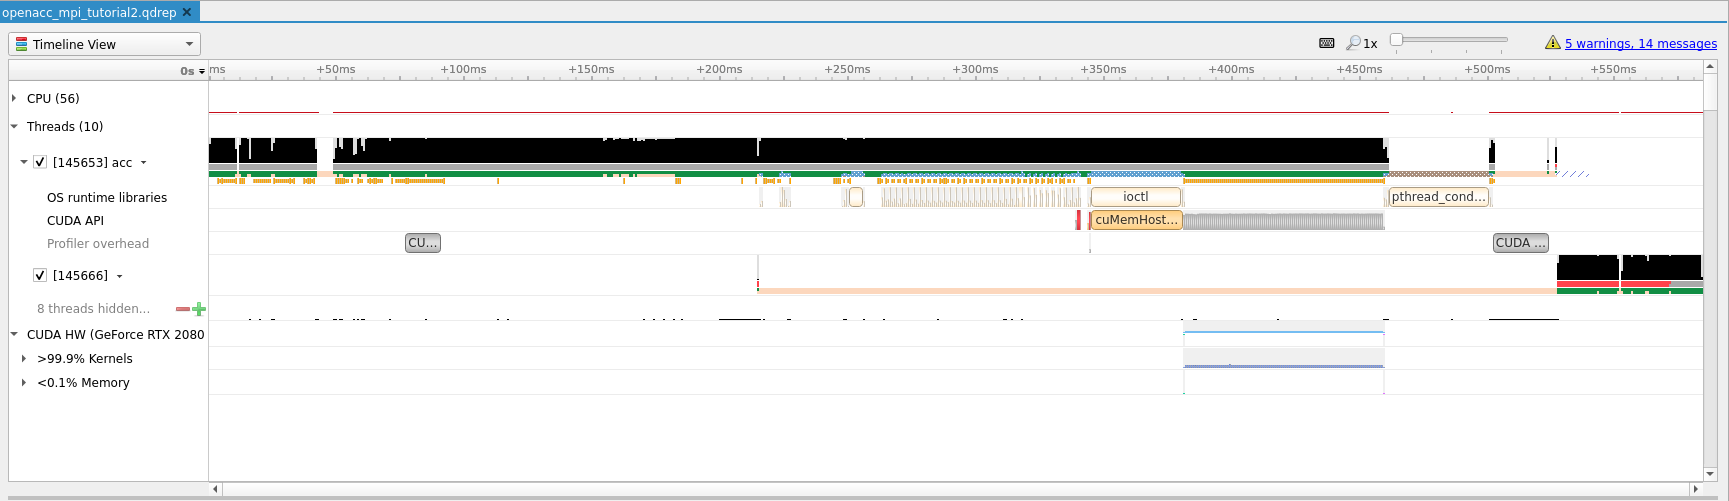 openacc_mpi_tutorial2.qdrep
Timeline View
1x
5 warnings, 14 messages
0s
ms +50ms +100ms +150ms +200ms +250ms +300ms +350ms +400ms +450ms +500ms +550ms
CPU (56)
Threads (10)
[145653] acc
OS runtime libraries
ioctl
pthread_cond...
CUDA API
cuMemHost...
Profiler overhead
CU...
CUDA ...
[145666]
8 threads hidden...
CUDA HW (GeForce RTX 2080
>99.9% Kernels
<0.1% Memory